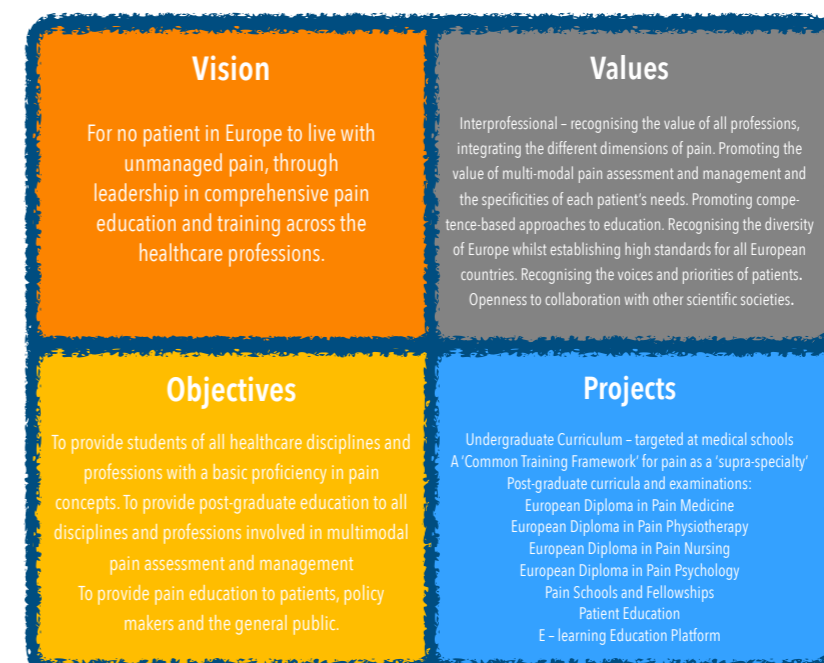 Vision
For no patient in Europe to live with
unmanaged pain, through
leadership in comprehensive pain
education and training across the
healthcare professions.
Values
Interprofessional – recognising the value of all professions,
integrating the different dimensions of pain. Promoting the
value of multi-modal pain assessment and management and
the specificities of each patient's needs. Promoting compe-
tence-based approaches to education. Recognising the diversity
of Europe whilst establishing high standards for all European
countries. Recognising the voices and priorities of patients.
Openness to collaboration with other scientific societies.
Objectives
To provide students of all healthcare disciplines and
professions with a basic proficiency in pain
concepts. To provide post-graduate education to all
disciplines and professions involved in multimodal
pain assessment and management
To provide pain education to patients, policy
makers and the general public.
Projects
Undergraduate Curriculum – targeted at medical schools
A 'Common Training Framework' for pain as a 'supra-specialty'
Post-graduate curricula and examinations:
European Diploma in Pain Medicine
European Diploma in Pain Physiotherapy
European Diploma in Pain Nursing
European Diploma in Pain Psychology
Pain Schools and Fellowships
Patient Education
E – learning Education Platform